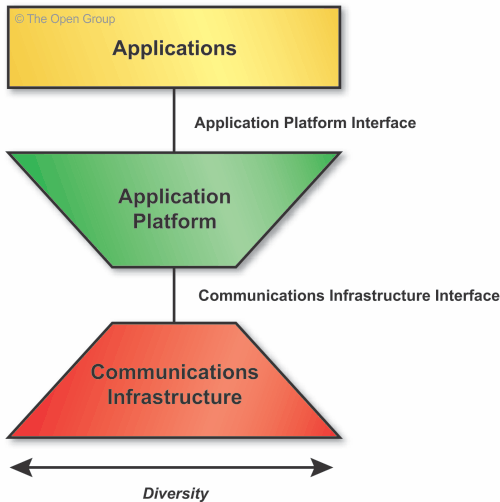 © The Open Group
Applications
Application Platform Interface
Application
Platform
Communications Infrastructure Interface
Communications
Infrastructure
Diversity